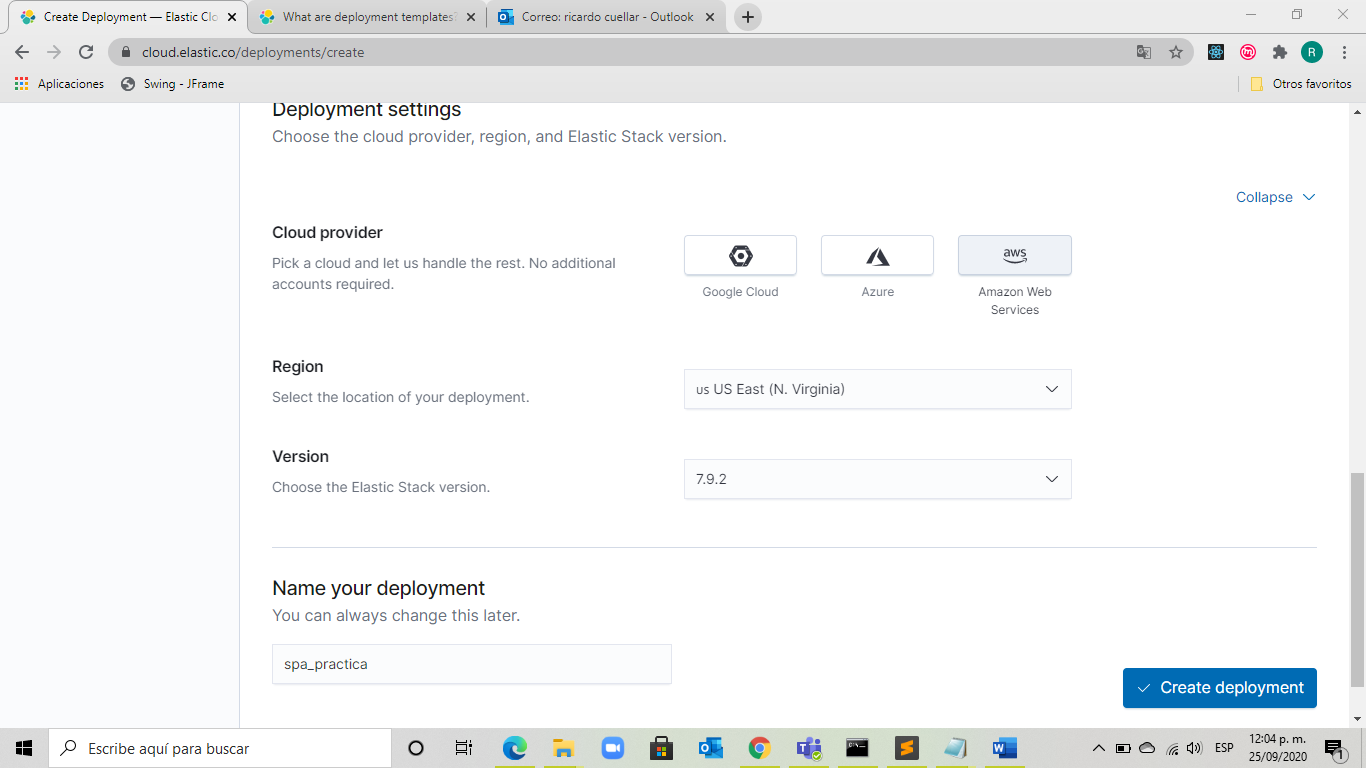 Create Deployment — Elastic Clo
What are deployment templates?
Correo: ricardo cuellar - Outlook
cloud.elastic.co/deployments/create
R
Aplicaciones
Swing - JFrame
Otros favoritos
Deployment settings
Choose the cloud provider, region, and Elastic Stack version.
Collapse
Cloud provider
Pick a cloud and let us handle the rest. No additional
accounts required.
aws
Google Cloud
Azure
Amazon Web
Services
Region
Select the location of your deployment.
US US East (N. Virginia)
Version
Choose the Elastic Stack version.
7.9.2
Name your deployment
You can always change this later.
spa_practica
Create deployment
Escribe aquí para buscar
ESP
12:04 p. m.
25/09/2020
1